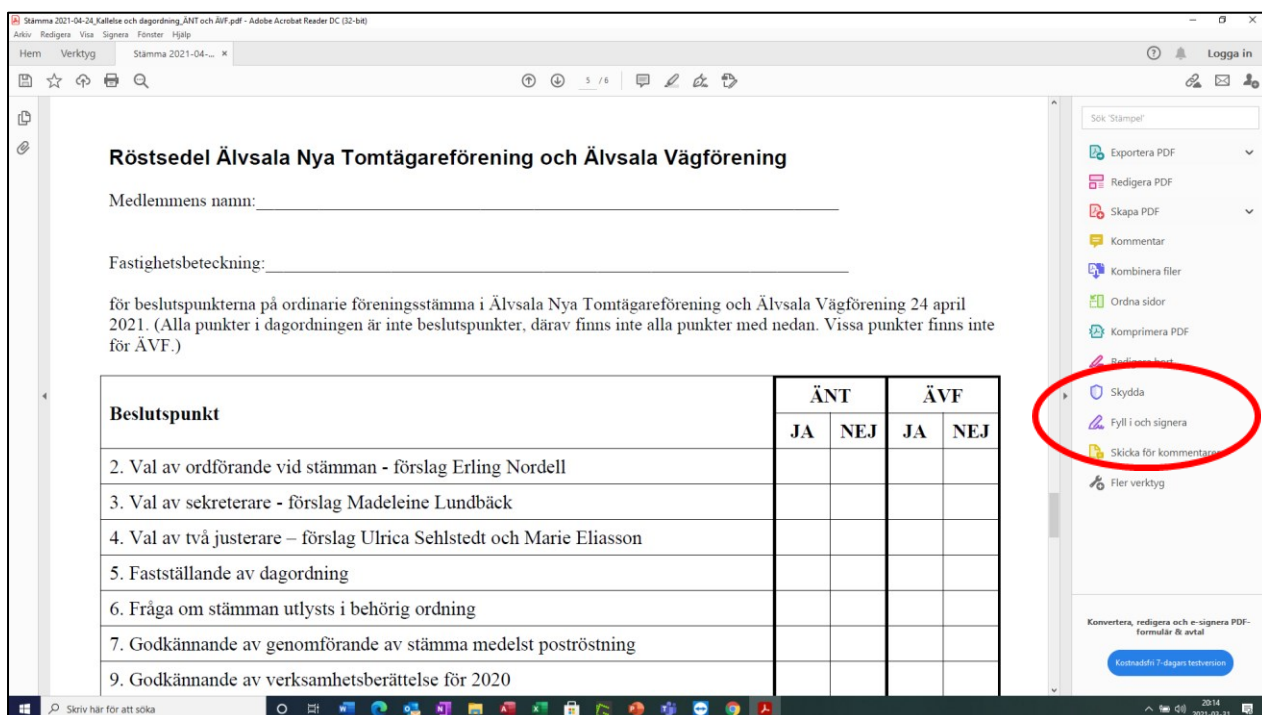 Stämma 2021-04-24_Kallelse och dagordning_ÄNT och ÄVF.pdf - Adobe Acrobat Reader DC (32-bit)
Arkiv Redigera Visa Signera Fönster Hjälp
Hem Verktyg Stämma 2021-04-... × Logga in
5 / 6
Sök 'Stämpel'
Exportera PDF
Redigera PDF
Skapa PDF
Kommentar
Kombinera filer
Ordna sidor
Komprimera PDF
Redigera bort
Skydda
Fyll i och signera
Skicka för kommentarer
Fler verktyg
Konvertera, redigera och e-signera PDF-
formulär & avtal
Kostnadsfri 7-dagars testversion
Röstsedel Älvsala Nya Tomtägareförening och Älvsala Vägförening
Medlemmens namn:
Fastighetsbeteckning:
för beslutspunkterna på ordinarie föreningsstämma i Älvsala Nya Tomtägareförening och Älvsala Vägförening 24 april
2021. (Alla punkter i dagordningen är inte beslutspunkter, därav finns inte alla punkter med nedan. Vissa punkter finns inte
för ÄVF.)
Beslutspunkt ÄNT ÄVF
JA NEJ JA NEJ
2. Val av ordförande vid stämman - förslag Erling Nordell
3. Val av sekreterare - förslag Madeleine Lundbäck
4. Val av två justerare – förslag Ulrica Sehlstedt och Marie Eliasson
5. Fastställande av dagordning
6. Fråga om stämman utlysts i behörig ordning
7. Godkännande av genomförande av stämma medelst poströstning
9. Godkännande av verksamhetsberättelse för 2020
Skriv här för att söka
20:14
2021-03-31